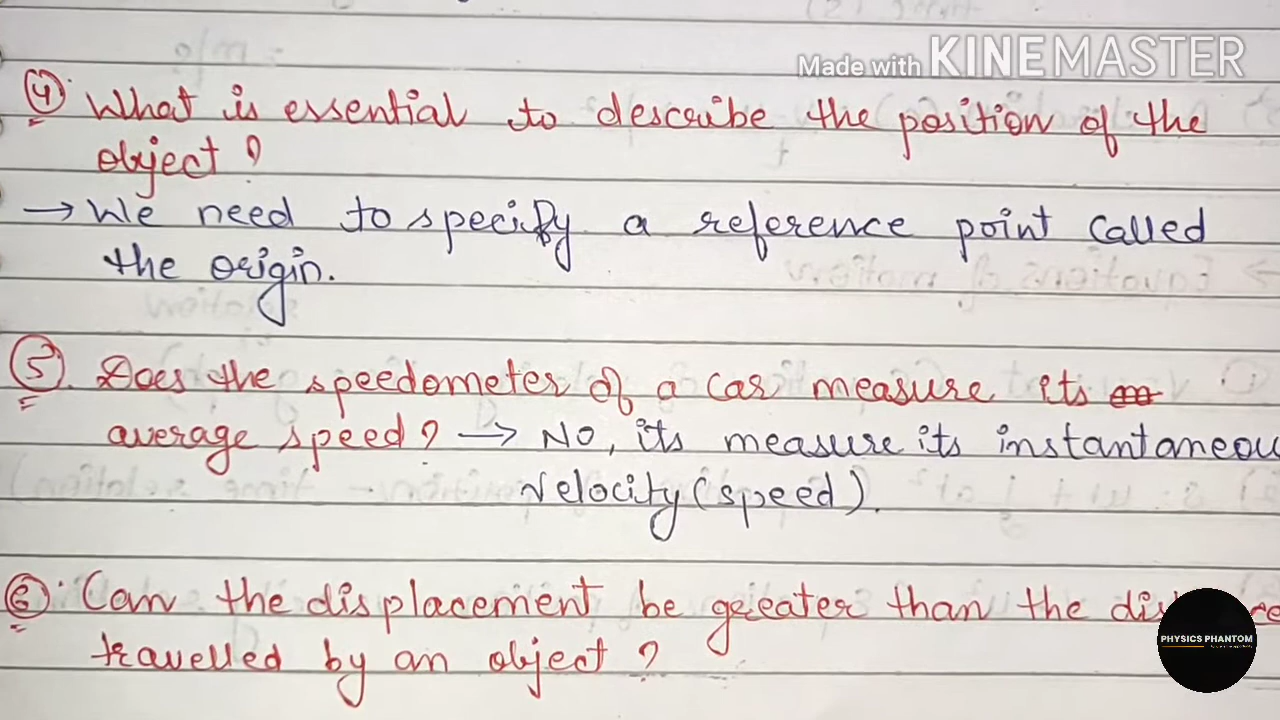 Made with KINEMASTER
④ What is essential to describe the position of the
object?
→ We need to specify a reference point called
the origin.
⑤. Does the speedometer of a car measure its
average speed? → No, its measure its instantaneou
velocity (speed).
⑥. Can the displacement be greater than the
travelled by an object?
PHYSICS PHANTOM